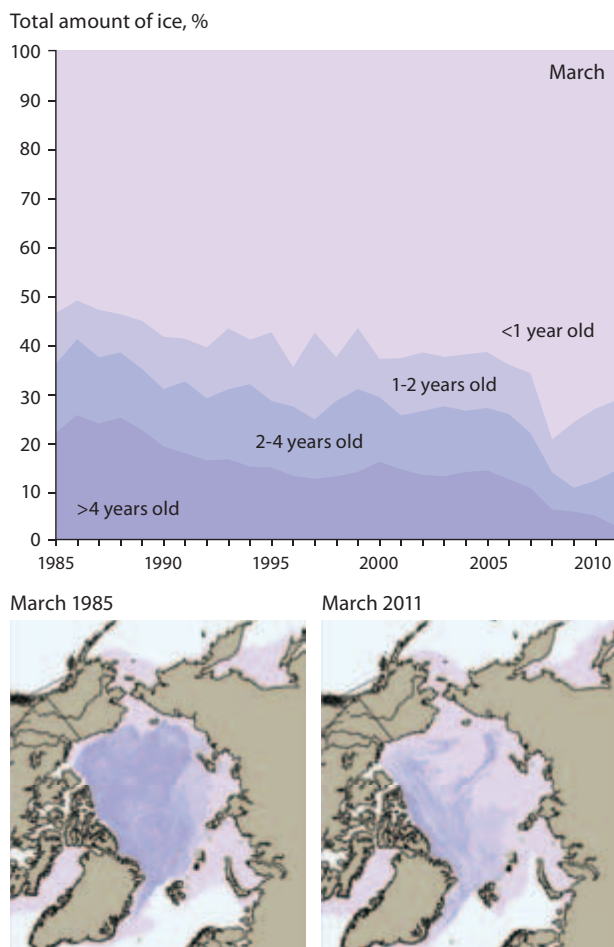 Total amount of ice, %
100
March
90
80
70
60
50
<1 year old
40
1-2 years old
30
2-4 years old
20
10
>4 years old
0
1985 1990 1995 2000 2005 2010
March 1985 March 2011